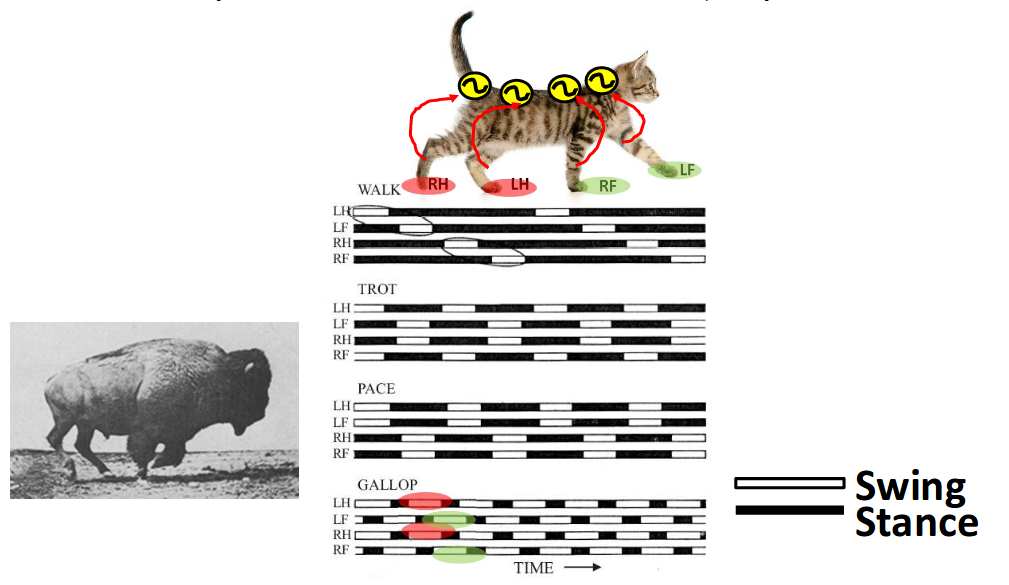 RH LH RF LF
WALK
LH
LF
RH
RF
TROT
LH
LF
RH
RF
PACE
LH
LF
RH
RF
GALLOP
LH
LF
RH
RF
TIME
Swing
Stance